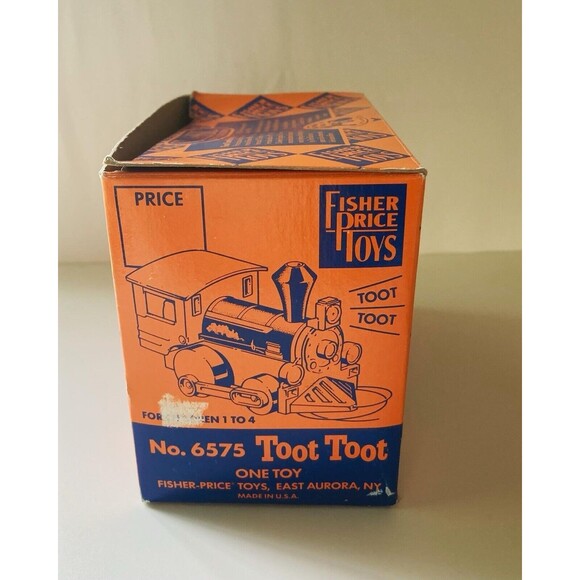 PRICE
FISHER
PRICE
TOYS
TOOT
TOOT
FOR 1 TO 4
No. 6575 TOOT TOOT
ONE TOY
FISHER-PRICE® TOYS, EAST AURORA, NY
MADE IN U.S.A.